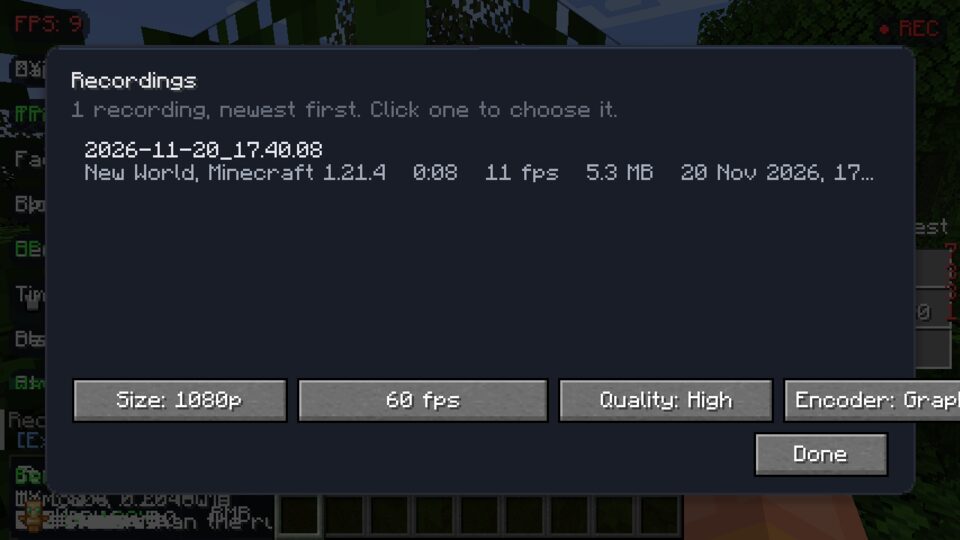 FPS: 9
REC
Recordings
1 recording, newest first. Click one to choose it.
2026-11-20_17.40.08
New World, Minecraft 1.21.4 0:08 11 fps 5.3 MB 20 Nov 2026, 17...
Size: 1080p
60 fps
Quality: High
Encoder: Grap
Done